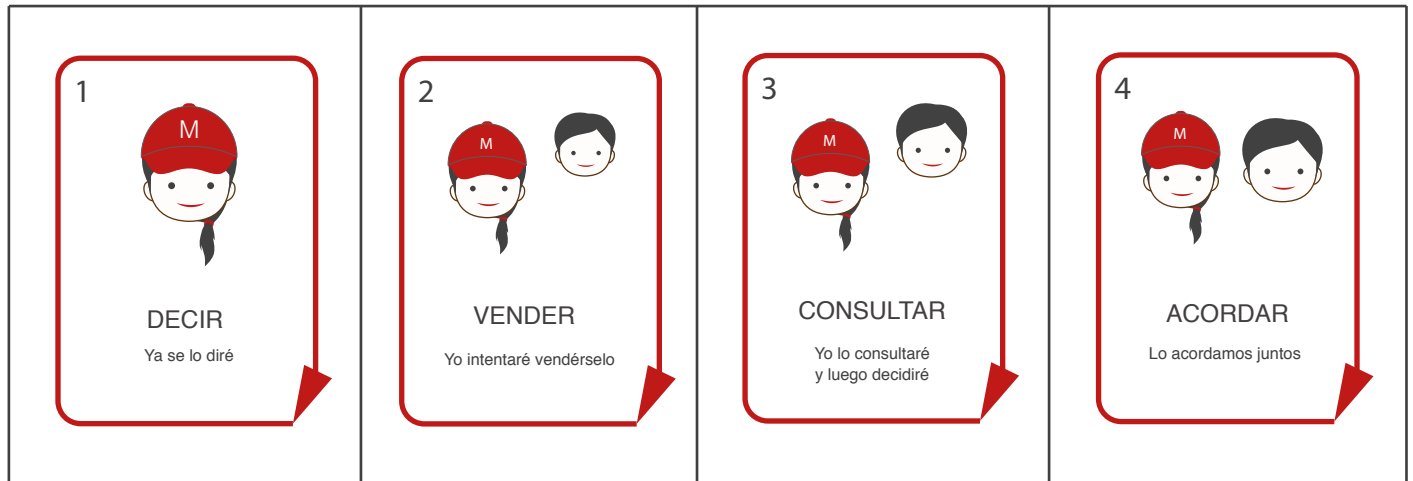 1
M
DECIR
Ya se lo diré
2
M
VENDER
Yo intentaré vendérselo
3
M
CONSULTAR
Yo lo consultaré
y luego decidiré
4
M
ACORDAR
Lo acordamos juntos